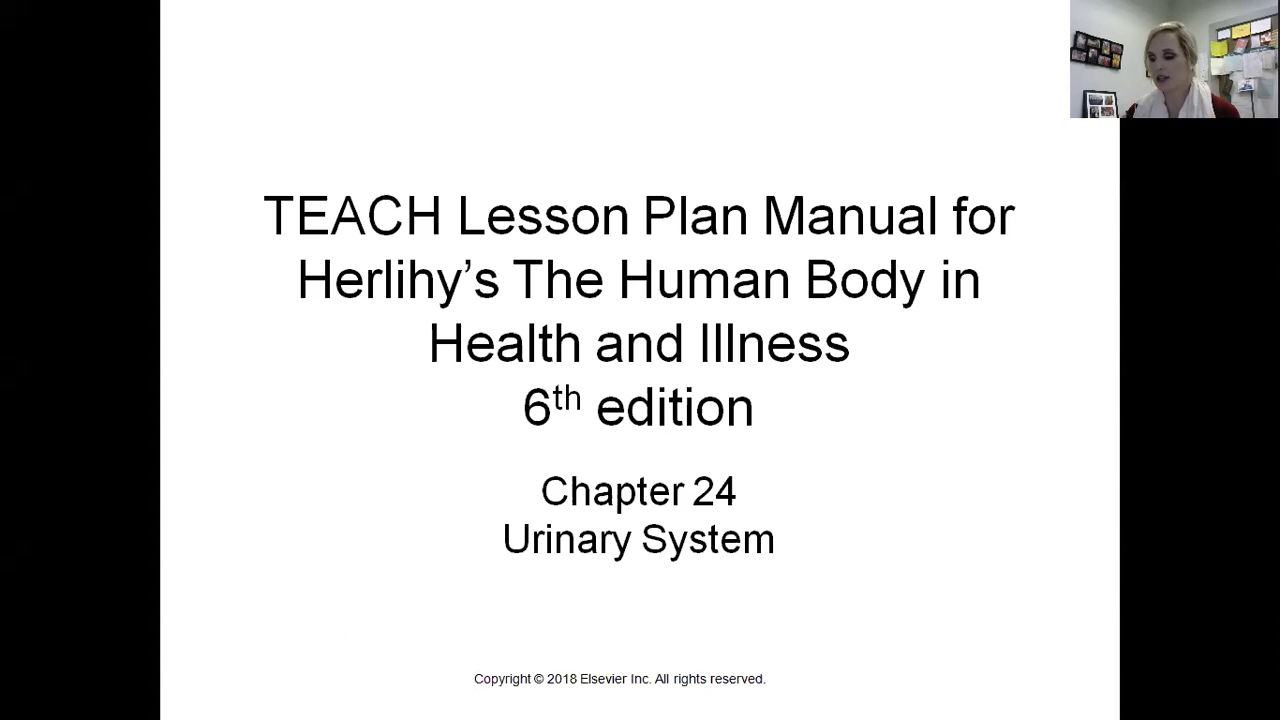 TEACH Lesson Plan Manual for
Herlihy’s The Human Body in
Health and Illness
6th edition
Chapter 24
Urinary System
Copyright © 2018 Elsevier Inc. All rights reserved.